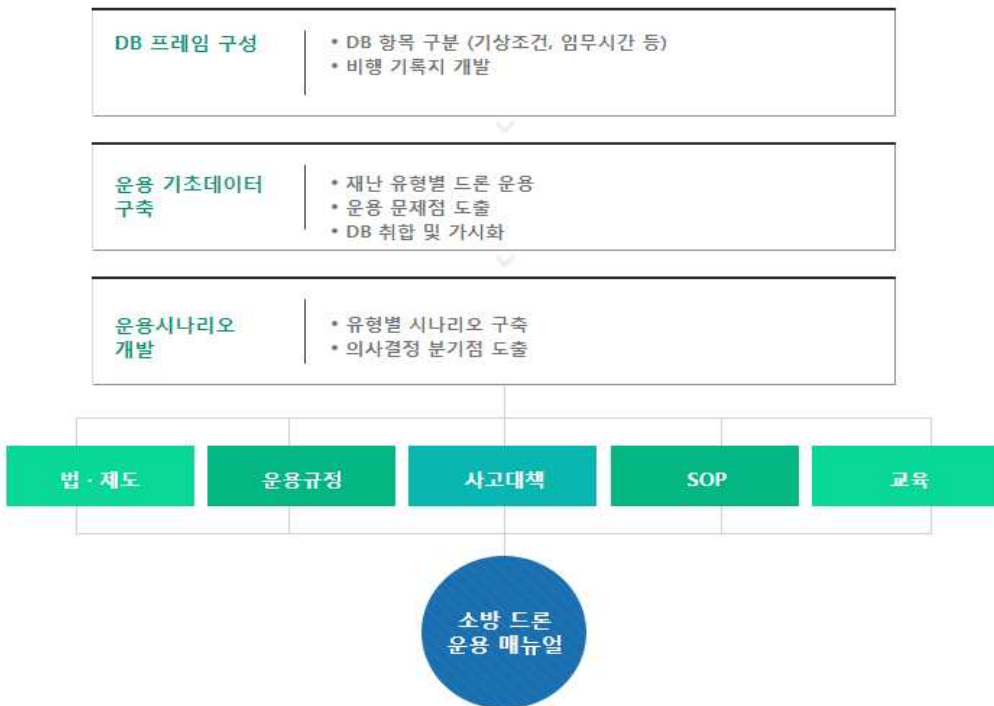 DB 프레임 구성
• DB 항목 구분 (기상조건, 임무시간 등)
• 비행 기록지 개발
운용 기초데이터
구축
• 재난 유형별 드론 운용
• 운용 문제점 도출
• DB 취합 및 가시화
운용시나리오
개발
• 유형별 시나리오 구축
• 의사결정 분기점 도출
법 · 제도
운용규정
사고대책
SOP
교육
소방 드론
운용 매뉴얼